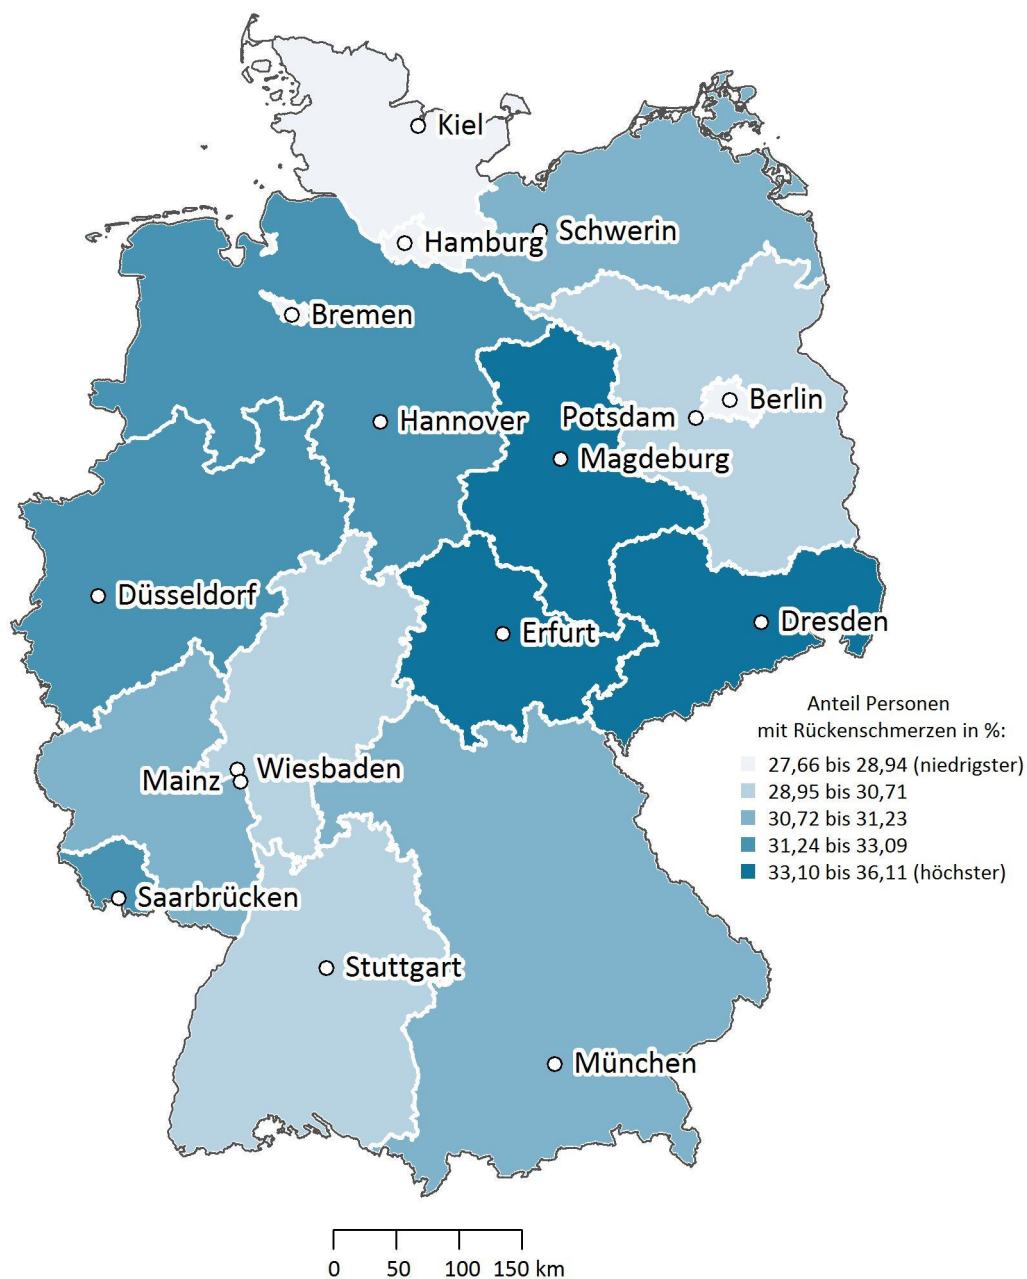 Kiel
Schwerin
Hamburg
Bremen
Berlin
Potsdam
Hannover
Magdeburg
Düsseldorf
Erfurt
Dresden
Anteil Personen
mit Rückenschmerzen in %:
27,66 bis 28,94 (niedrigster)
28,95 bis 30,71
30,72 bis 31,23
31,24 bis 33,09
33,10 bis 36,11 (höchster)
Wiesbaden
Mainz
Saarbrücken
Stuttgart
München
0 50 100 150 km